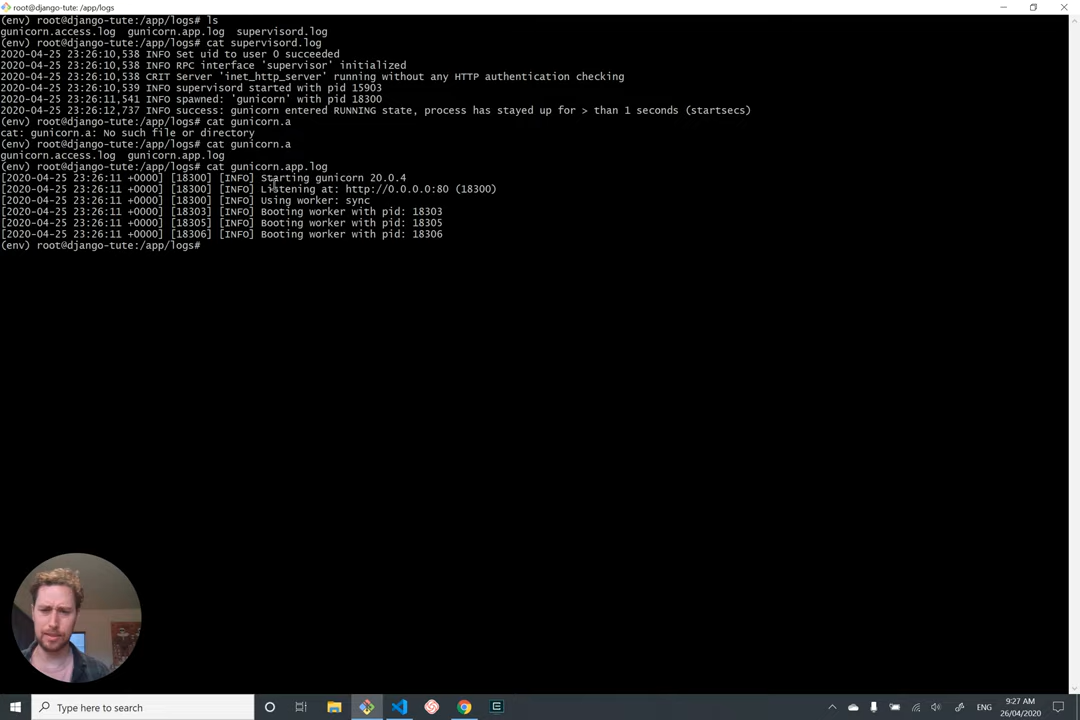 root@django-tute: /app/logs
(env) root@django-tute:/app/logs# ls
gunicorn.access.log  gunicorn.app.log  supervisord.log
(env) root@django-tute:/app/logs# cat supervisord.log
2020-04-25 23:26:10,538 INFO Set uid to user 0 succeeded
2020-04-25 23:26:10,538 INFO RPC interface 'supervisor' initialized
2020-04-25 23:26:10,538 CRIT Server 'inet_http_server' running without any HTTP authentication checking
2020-04-25 23:26:10,539 INFO supervisord started with pid 15903
2020-04-25 23:26:11,541 INFO spawned: 'gunicorn' with pid 18300
2020-04-25 23:26:12,737 INFO success: gunicorn entered RUNNING state, process has stayed up for > than 1 seconds (startsecs)
(env) root@django-tute:/app/logs# cat gunicorn.a
cat: gunicorn.a: No such file or directory
(env) root@django-tute:/app/logs# cat gunicorn.a
gunicorn.access.log  gunicorn.app.log
(env) root@django-tute:/app/logs# cat gunicorn.app.log
[2020-04-25 23:26:11 +0000] [18300] [INFO] Starting gunicorn 20.0.4
[2020-04-25 23:26:11 +0000] [18300] [INFO] Listening at: http://0.0.0.0:80 (18300)
[2020-04-25 23:26:11 +0000] [18300] [INFO] Using worker: sync
[2020-04-25 23:26:11 +0000] [18303] [INFO] Booting worker with pid: 18303
[2020-04-25 23:26:11 +0000] [18305] [INFO] Booting worker with pid: 18305
[2020-04-25 23:26:11 +0000] [18306] [INFO] Booting worker with pid: 18306
(env) root@django-tute:/app/logs#
Type here to search
ENG
9:27 AM
26/04/2020